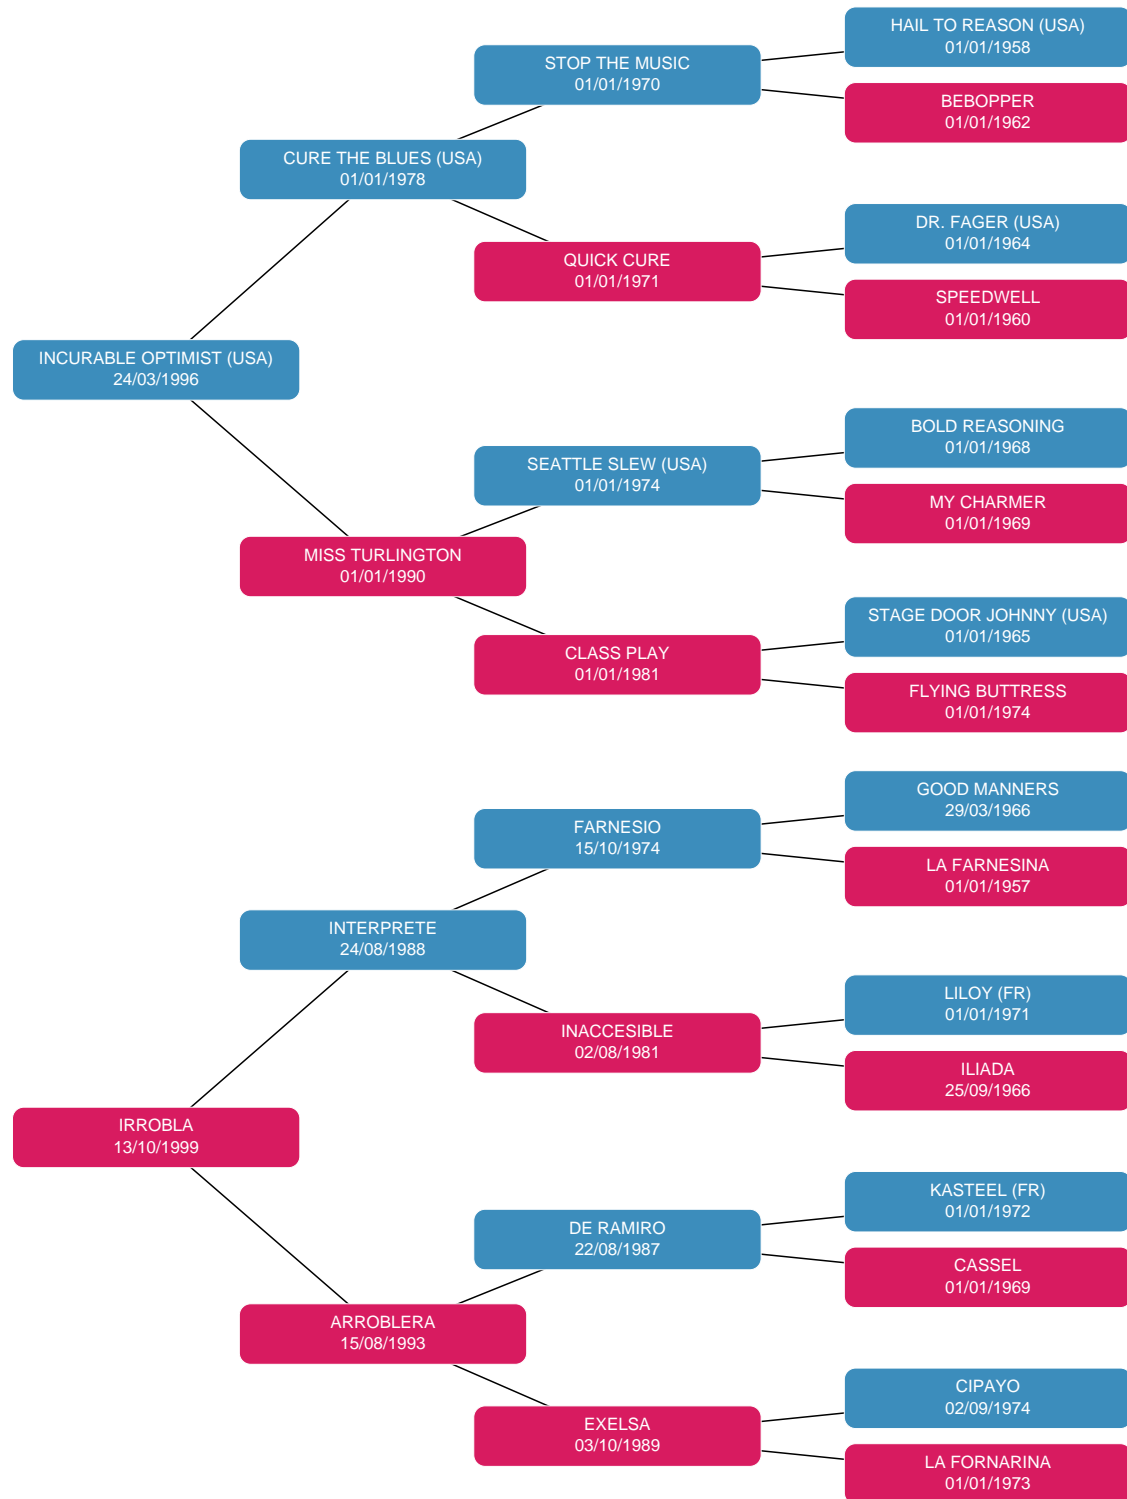 HAIL TO REASON (USA)
01/01/1958
STOP THE MUSIC
01/01/1970
BEBOPPER
01/01/1962
CURE THE BLUES (USA)
01/01/1978
DR. FAGER (USA)
01/01/1964
QUICK CURE
01/01/1971
SPEEDWELL
01/01/1960
INCURABLE OPTIMIST (USA)
24/03/1996
BOLD REASONING
01/01/1968
SEATTLE SLEW (USA)
01/01/1974
MY CHARMER
01/01/1969
MISS TURLINGTON
01/01/1990
STAGE DOOR JOHNNY (USA)
01/01/1965
CLASS PLAY
01/01/1981
FLYING BUTTRESS
01/01/1974
GOOD MANNERS
29/03/1966
FARNESIO
15/10/1974
LA FARNESINA
01/01/1957
INTERPRETE
24/08/1988
LILOY (FR)
01/01/1971
INACCESIBLE
02/08/1981
ILIADA
25/09/1966
IRROBLA
13/10/1999
KASTEEL (FR)
01/01/1972
DE RAMIRO
22/08/1987
CASSEL
01/01/1969
ARROBLERA
15/08/1993
CIPAYO
02/09/1974
EXELSA
03/10/1989
LA FORNARINA
01/01/1973